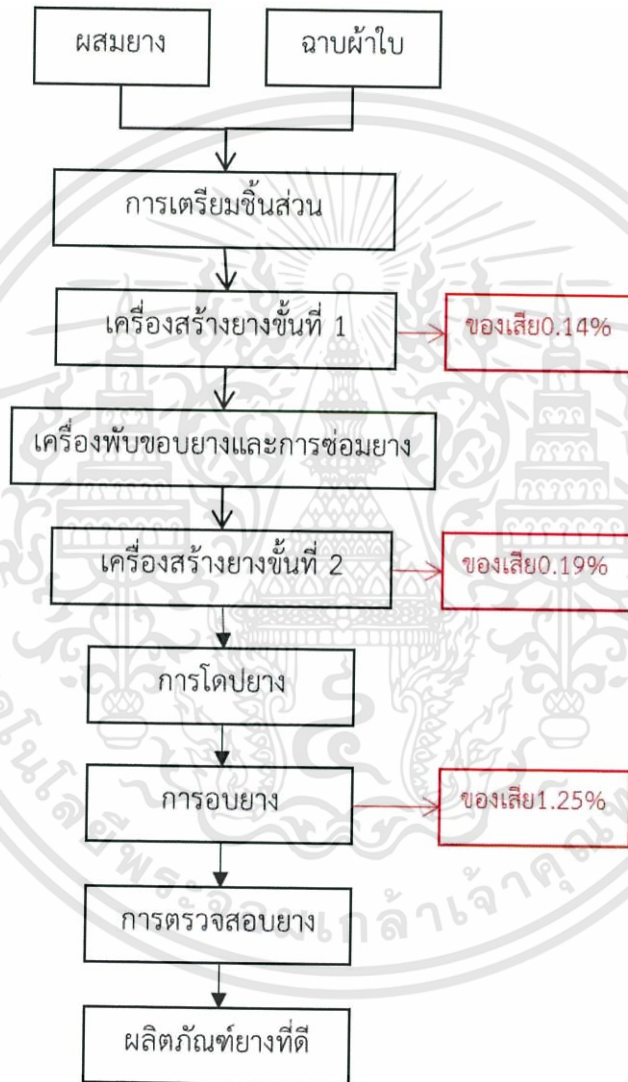 ผสมยาง
ฉาบผ้าใบ
การเตรียมชิ้นส่วน
เครื่องสร้างยางขั้นที่ 1
ของเสีย0.14%
เครื่องพับขอบยางและการซ่อมยาง
เครื่องสร้างยางขั้นที่ 2
ของเสีย0.19%
การโดปยาง
การอบยาง
ของเสีย1.25%
การตรวจสอบยาง
ผลิตภัณฑ์ยางที่ดี